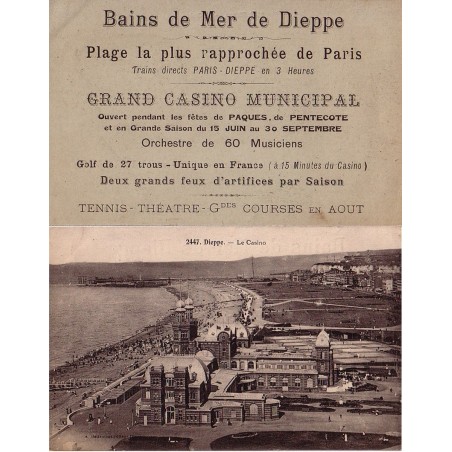 Bains de Mer de Dieppe
Plage la plus rapprochée de Paris
Trains directs PARIS - DIEPPE en 3 Heures
GRAND CASINO MUNICIPAL
Ouvert pendant les fêtes de PAQUES, de PENTECOTE
et en Grande Saison du 15 JUIN au 30 SEPTEMBRE
Orchestre de 60 Musiciens
Golf de 27 trous - Unique en France (à 15 Minutes du Casino)
Deux grands feux d'artifices par Saison
TENNIS - THÉATRE - Gdes COURSES EN AOUT
2447. Dieppe. — Le Casino